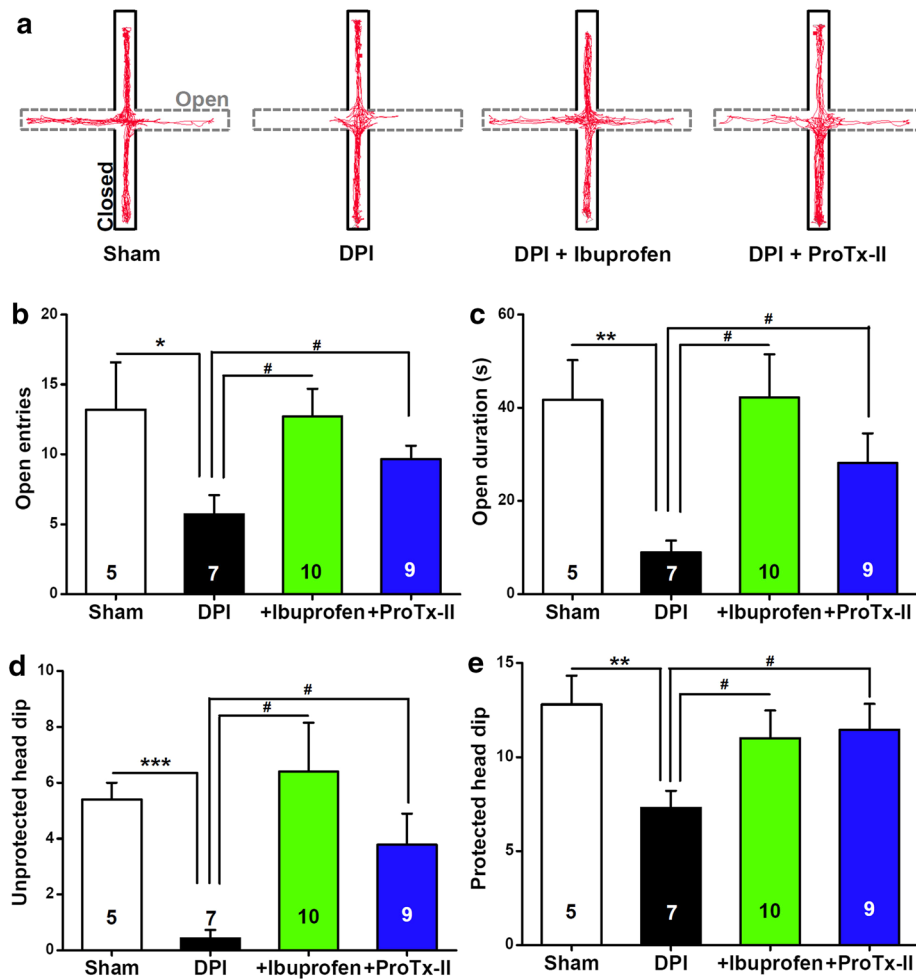 a
Open
Closed
Sham
DPI
DPI + Ibuprofen
DPI + ProTx-II
b
Open entries
20
15
10
5
0
*
#
#
5
7
10
9
Sham
DPI
+Ibuprofen
+ProTx-II
c
Open duration (s)
60
40
20
0
**
#
#
5
7
10
9
Sham
DPI
+Ibuprofen
+ProTx-II
d
Unprotected head dip
10
8
6
4
2
0
***
#
#
5
7
10
9
Sham
DPI
+Ibuprofen
+ProTx-II
e
Protected head dip
15
10
5
0
**
#
#
5
7
10
9
Sham
DPI
+Ibuprofen
+ProTx-II